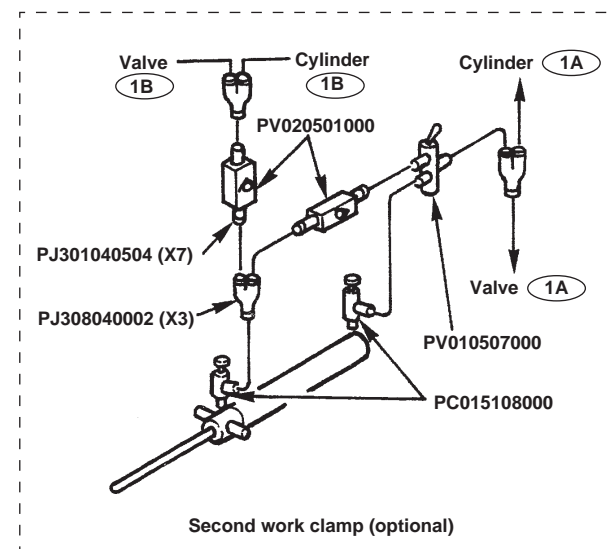 Valve
1B
Cylinder
1B
Cylinder 1A
PV020501000
PJ301040504 (X7)
PJ308040002 (X3)
Valve 1A
PV010507000
PC015108000
Second work clamp (optional)